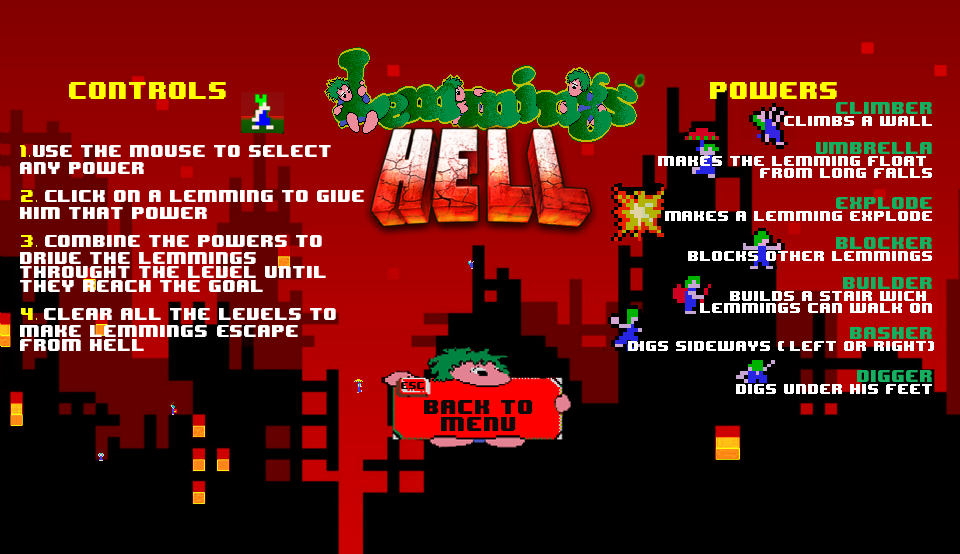 Lemmings
HELL
CONTROLS
1.USE THE MOUSE TO SELECT
ANY POWER
2. CLICK ON A LEMMING TO GIVE
HIM THAT POWER
3. COMBINE THE POWERS TO
DRIVE THE LEMMINGS
THROUGHT THE LEVEL UNTIL
THEY REACH THE GOAL
4. CLEAR ALL THE LEVELS TO
MAKE LEMMINGS ESCAPE
FROM HELL
POWERS
CLIMBER
CLIMBS A WALL
UMBRELLA
MAKES THE LEMMING FLOAT
FROM LONG FALLS
EXPLODE
MAKES A LEMMING EXPLODE
BLOCKER
BLOCKS OTHER LEMMINGS
BUILDER
BUILDS A STAIR WICH
LEMMINGS CAN WALK ON
BASHER
DIGS SIDEWAYS (LEFT OR RIGHT)
DIGGER
DIGS UNDER HIS FEET
ESC
BACK TO
MENU